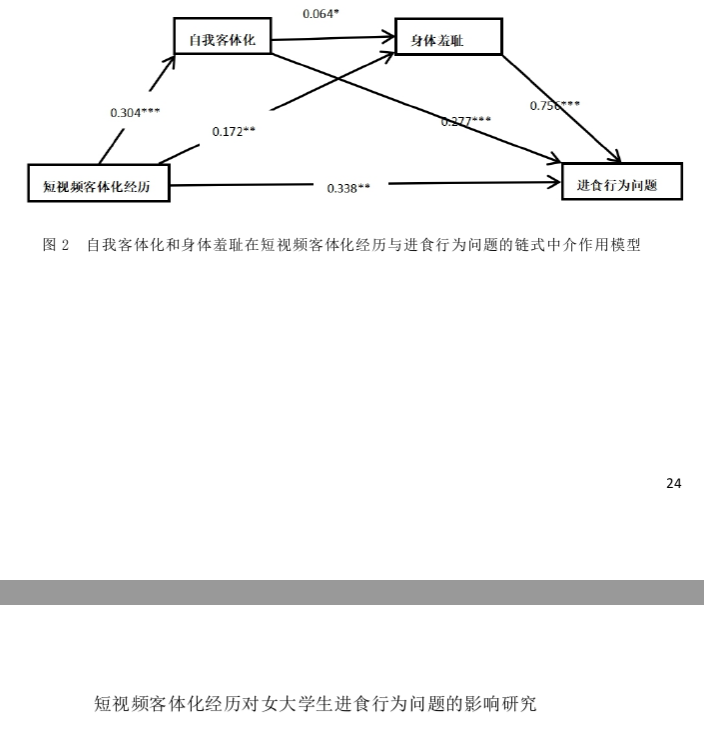 0.064*
自我客体化
身体羞耻
0.304***
0.172**
0.277***
0.756***
短视频客体化经历
0.338**
进食行为问题
图 2 自我客体化和身体羞耻在短视频客体化经历与进食行为问题的链式中介作用模型
24
短视频客体化经历对女大学生进食行为问题的影响研究